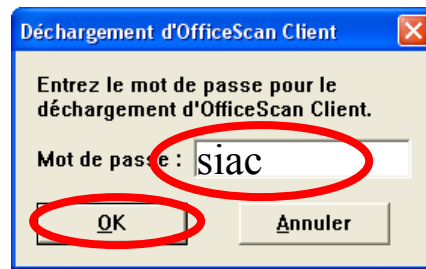 Déchargement d'OfficeScan Client
Entrez le mot de passe pour le
déchargement d'OfficeScan Client.
Mot de passe : siac
OK Annuler